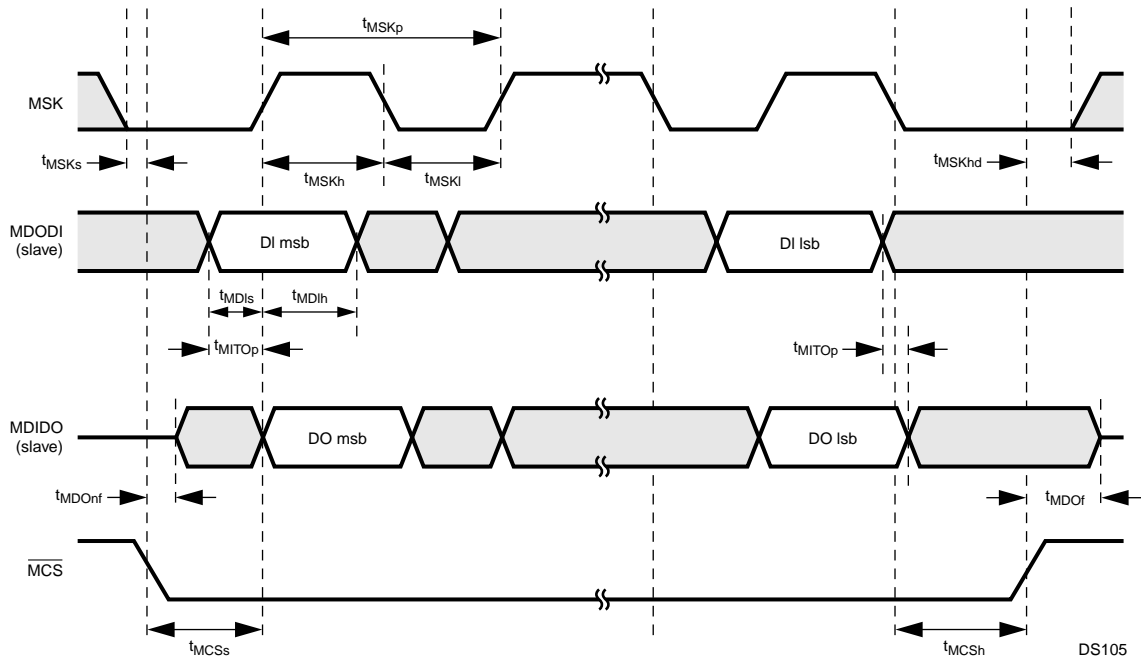 tMSKp
MSK
tMSKs
tMSKh
tMSKl
tMSKhd
MDODI
(slave)
DI msb
DI lsb
tMDIs
tMDIh
tMITOp
tMITOp
MDIDO
(slave)
DO msb
DO lsb
tMDOnf
tMDOf
MCS
tMCSs
tMCSh
DS105